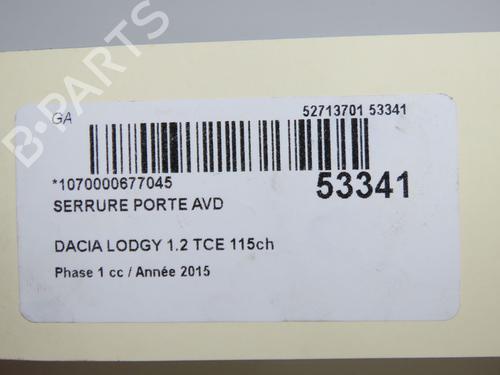 B-PARTS
GA
52713701 53341
*1070000677045
53341
SERRURE PORTE AVD
DACIA LODGY 1.2 TCE 115ch
Phase 1 cc / Année 2015